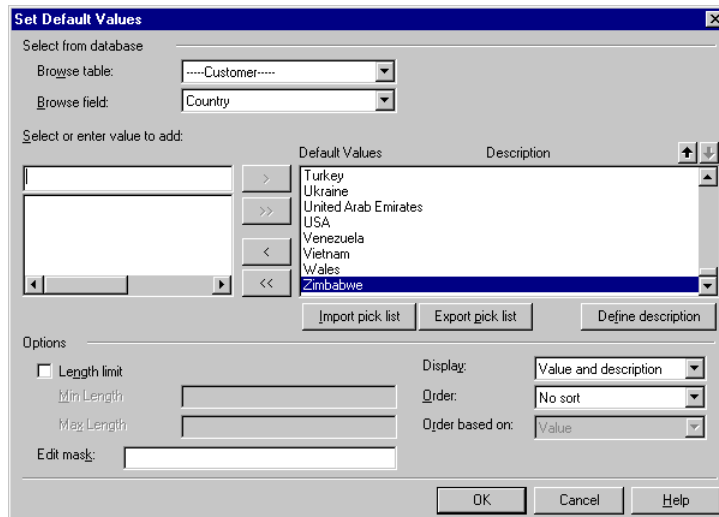 Set Default Values
Select from database
Browse table: -----Customer-----
Browse field: Country
Select or enter value to add:
Default Values Description
Turkey
Ukraine
United Arab Emirates
USA
Venezuela
Vietnam
Wales
Zimbabwe
>
>>
<
<<
Import pick list Export pick list Define description
Options
Length limit
Min Length
Max Length
Edit mask:
Display: Value and description
Order: No sort
Order based on: Value
OK Cancel Help